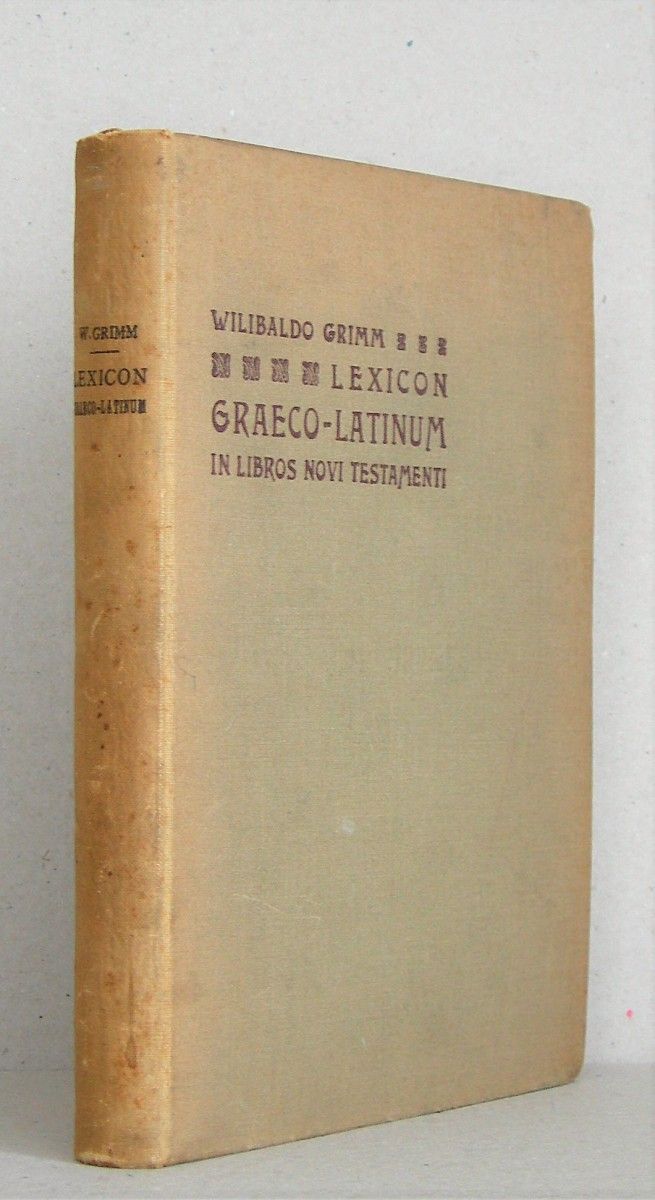 W. GRIMM
LEXICON
GRAECO-LATINUM
WILIBALDO GRIMM
LEXICON
GRAECO-LATINUM
IN LIBROS NOVI TESTAMENTI